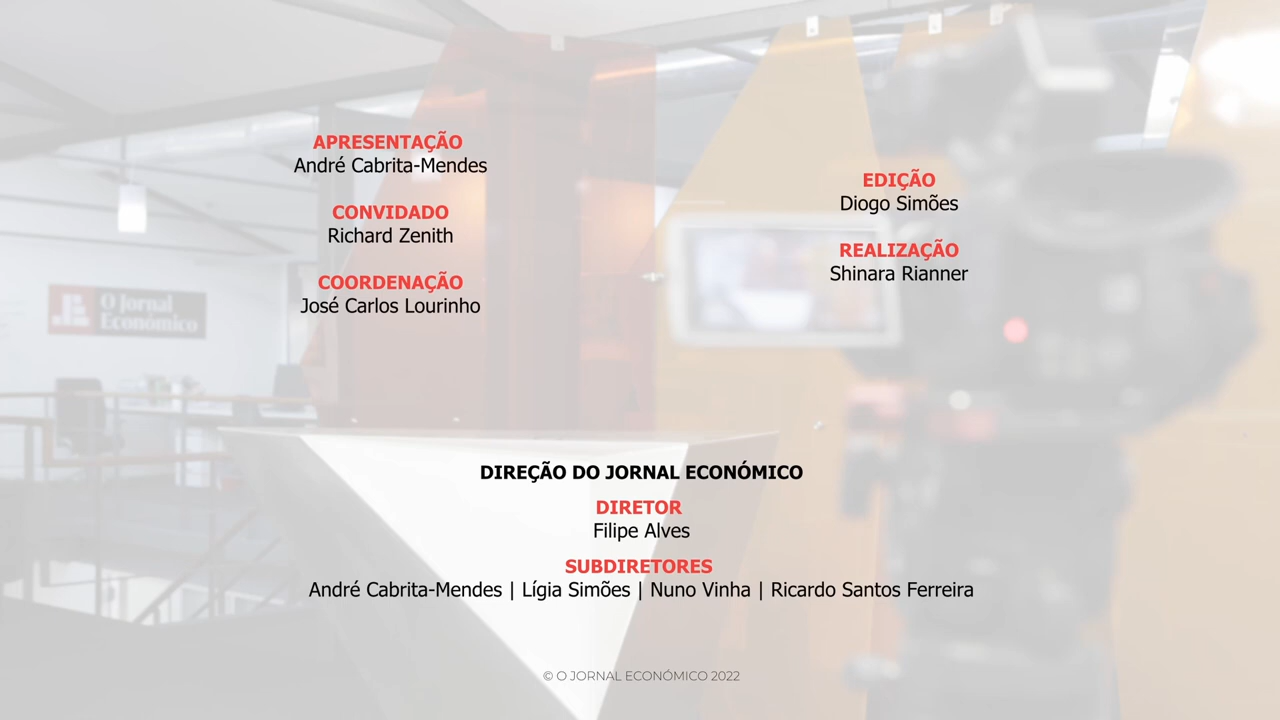 APRESENTAÇÃO
André Cabrita-Mendes
CONVIDADO
Richard Zenith
COORDENAÇÃO
José Carlos Lourinho
EDIÇÃO
Diogo Simões
REALIZAÇÃO
Shinara Rianner
O Jornal
Económico
DIREÇÃO DO JORNAL ECONÓMICO
DIRETOR
Filipe Alves
SUBDIRETORES
André Cabrita-Mendes | Lígia Simões | Nuno Vinha | Ricardo Santos Ferreira
© O JORNAL ECONÓMICO 2022